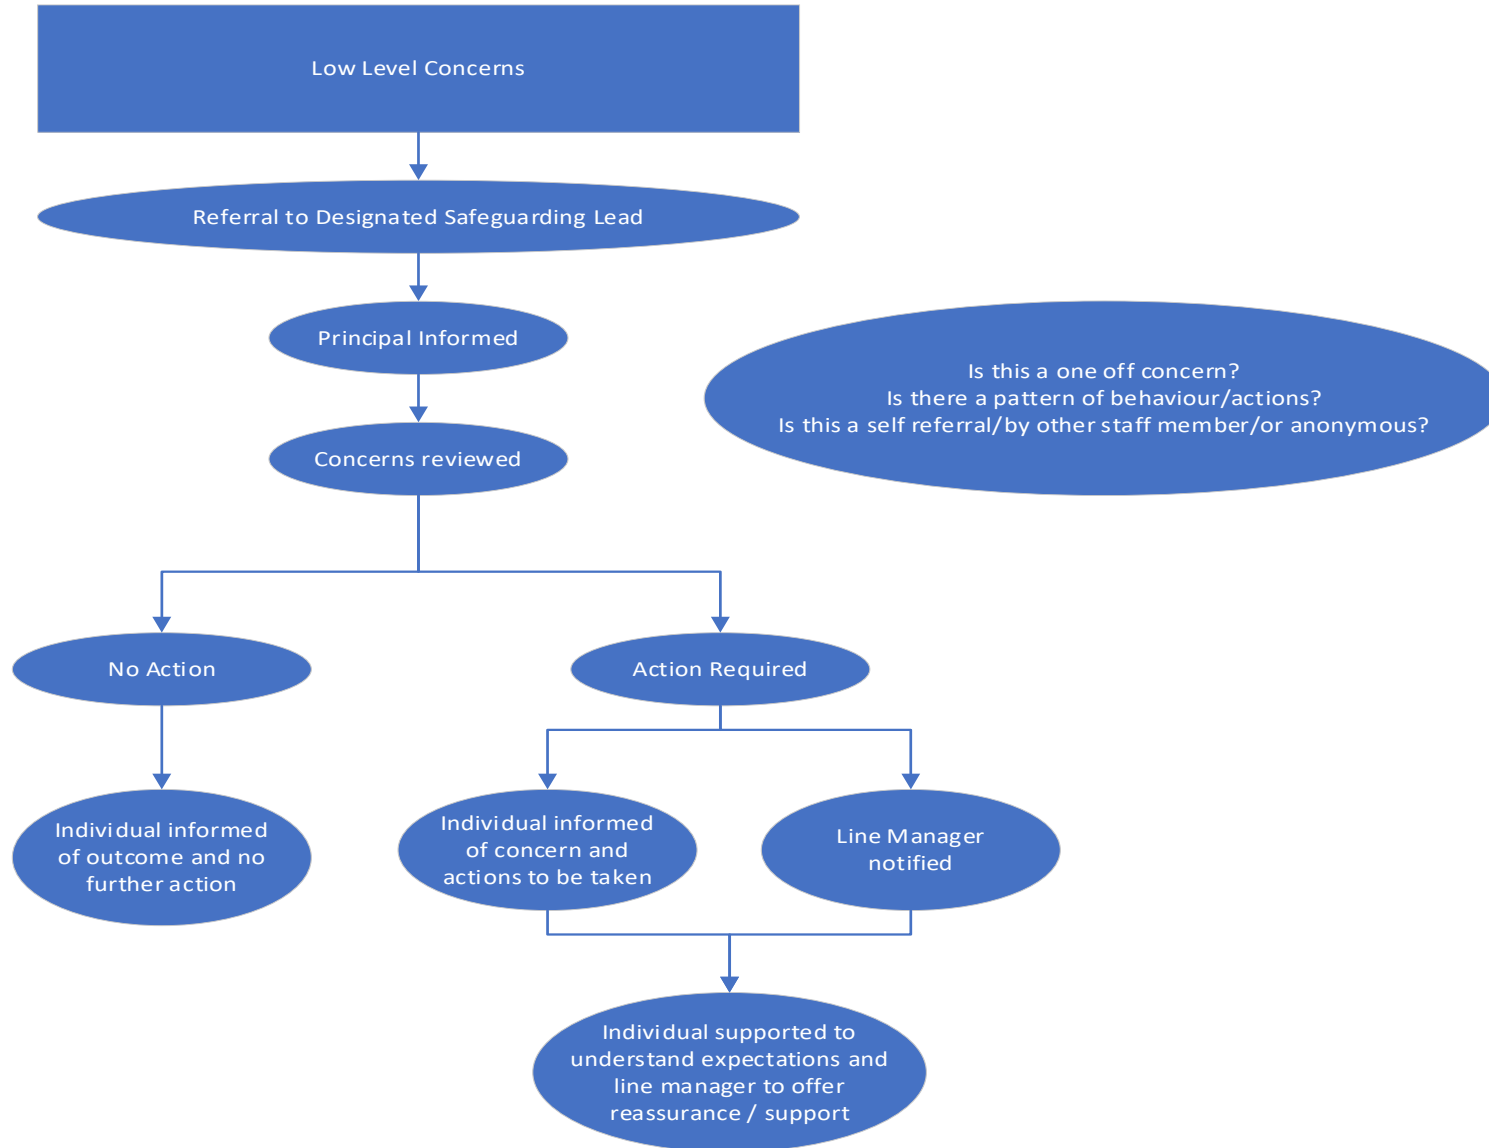 Low Level Concerns
Referral to Designated Safeguarding Lead
Principal Informed
Is this a one off concern?
Is there a pattern of behaviour/actions?
Is this a self referral/by other staff member/or anonymous?
Concerns reviewed
No Action
Action Required
Individual informed
of outcome and no
further action
Individual informed
of concern and
actions to be taken
Line Manager
notified
Individual supported to
understand expectations and
line manager to offer
reassurance / support